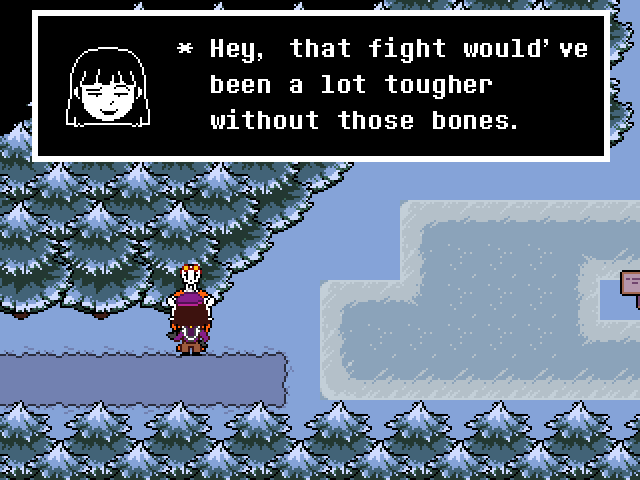 * Hey, that fight would've
been a lot tougher
without those bones.